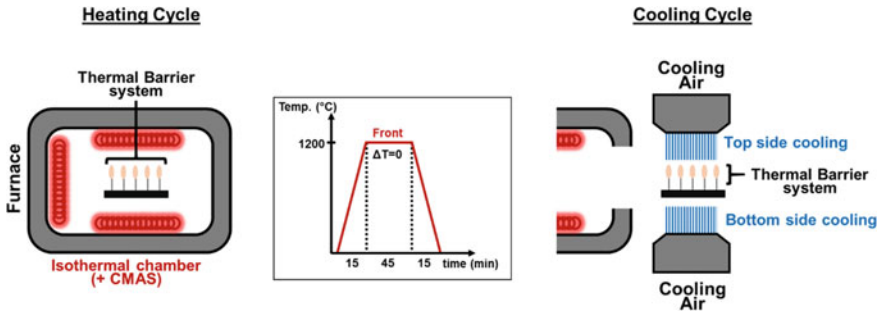 Heating Cycle
Thermal Barrier
system
Furnace
Isothermal chamber
(+ CMAS)
Temp. (°C)
1200
Front
ΔT=0
15 45 15 time (min)
Cooling Cycle
Cooling
Air
Top side cooling
Thermal Barrier
system
Bottom side cooling
Cooling
Air